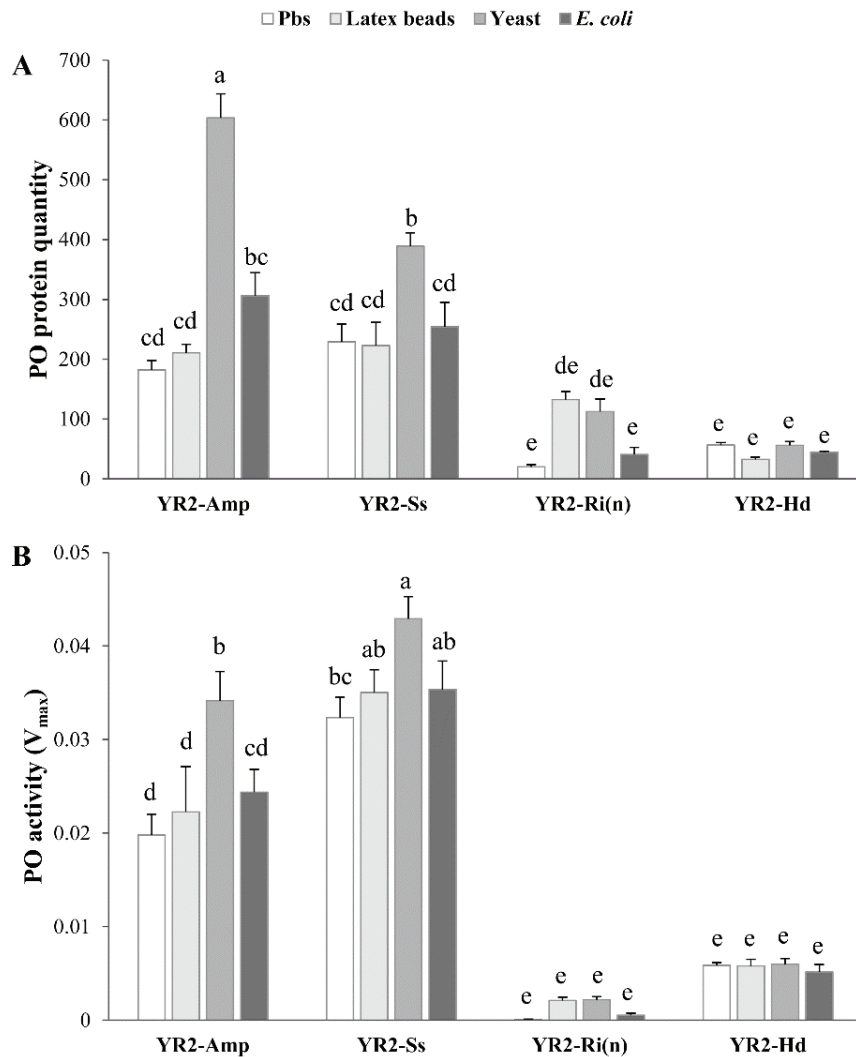 Pbs Latex beads Yeast E. coli
A
PO protein quantity
700
600
500
400
300
200
100
0
cd cd a bc
cd cd b cd
e de de e
e e e e
YR2-Amp YR2-Ss YR2-Ri(n) YR2-Hd
B
PO activity (Vmax)
0.05
0.04
0.03
0.02
0.01
0
d d b cd
bc ab a ab
e e e e
e e e e
YR2-Amp YR2-Ss YR2-Ri(n) YR2-Hd